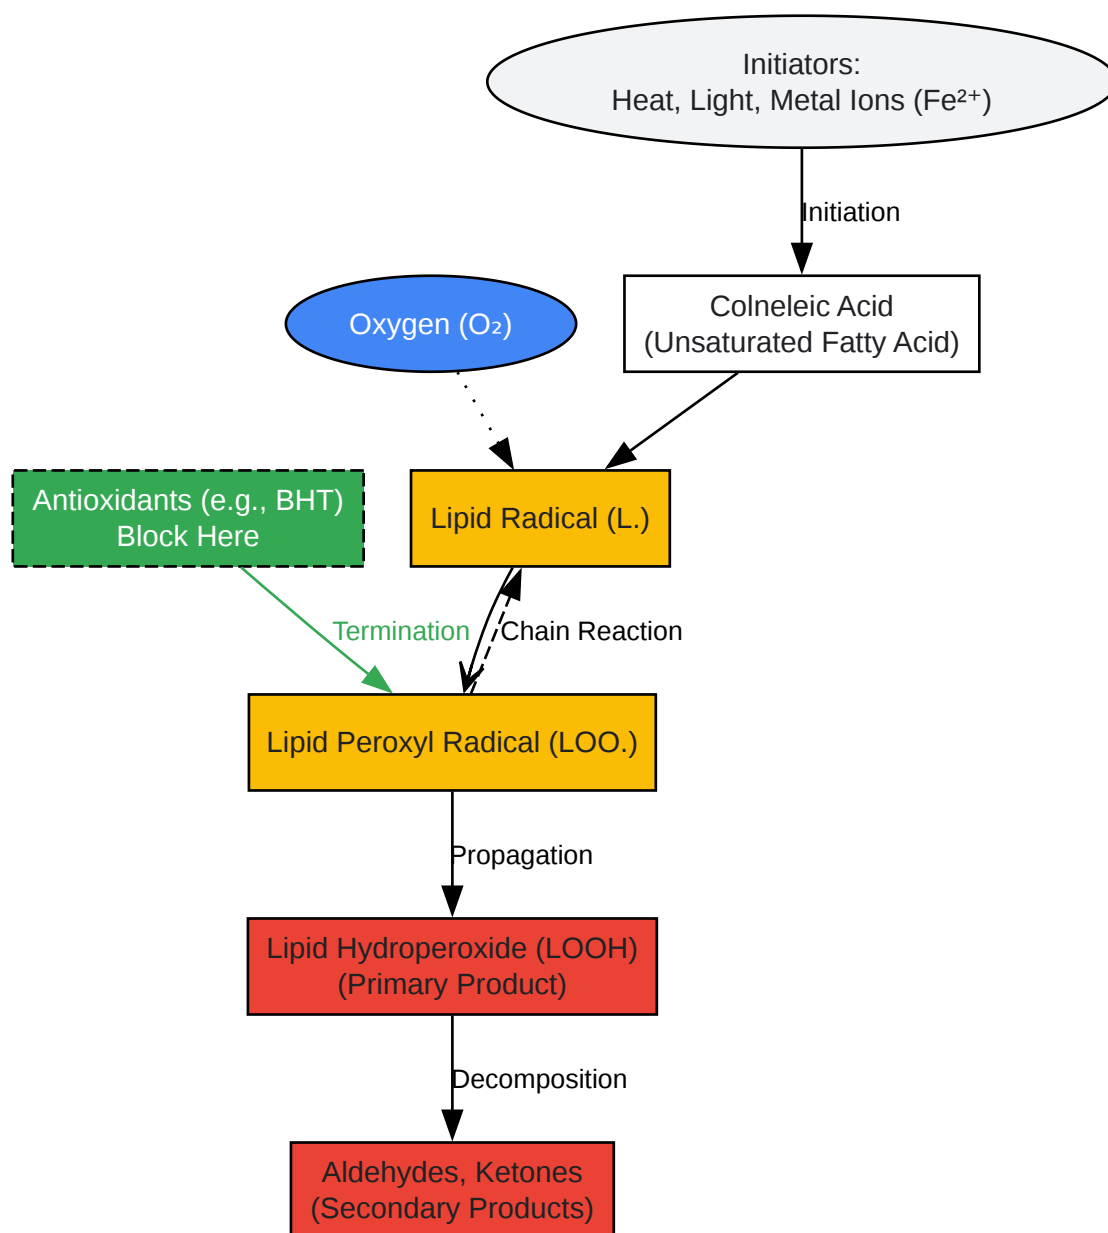 Initiators:
Heat, Light, Metal Ions (Fe²⁺)
Initiation
Oxygen (O₂)
Colneleic Acid
(Unsaturated Fatty Acid)
Antioxidants (e.g., BHT)
Block Here
Lipid Radical (L.)
Termination
Chain Reaction
Lipid Peroxyl Radical (LOO.)
Propagation
Lipid Hydroperoxide (LOOH)
(Primary Product)
Decomposition
Aldehydes, Ketones
(Secondary Products)